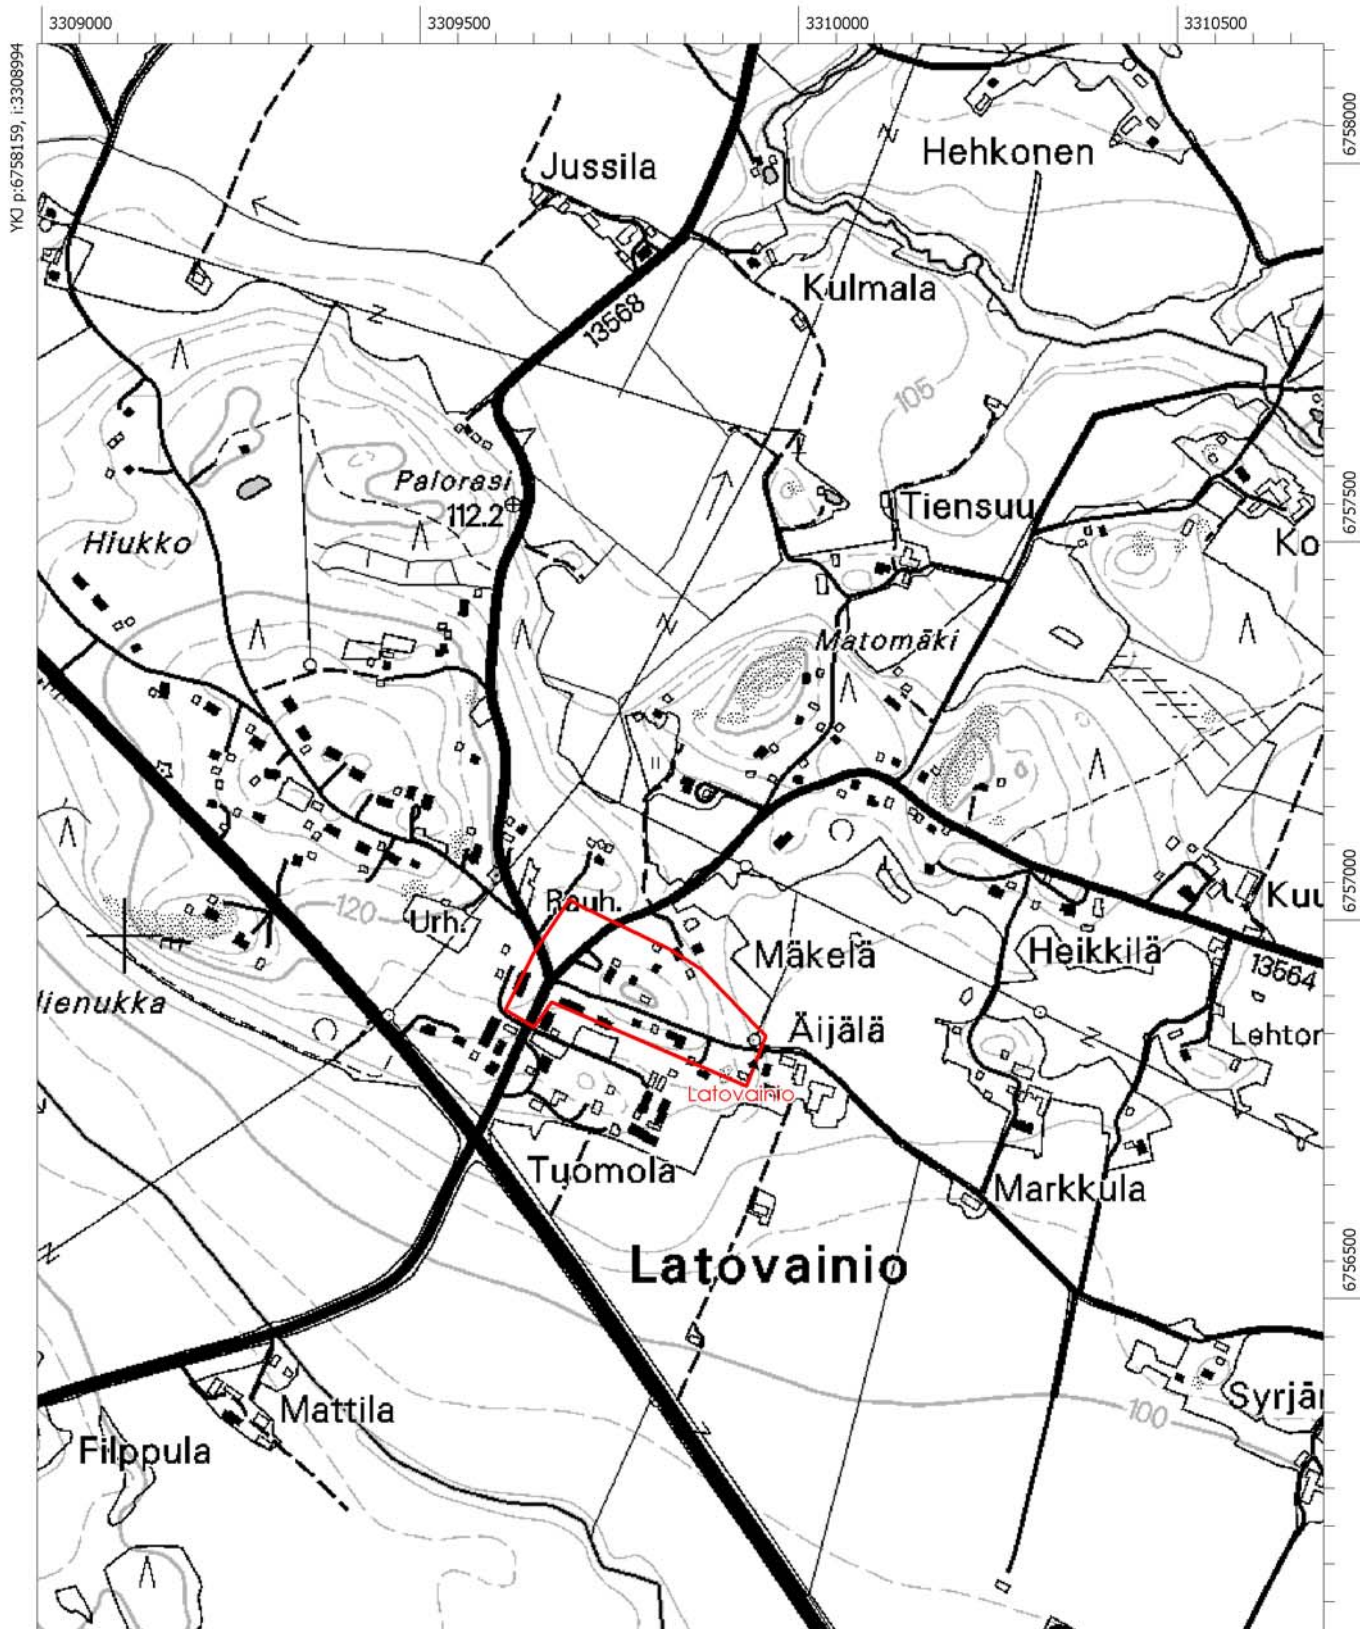 3309000
3309500
3310000
3310500
YKJ p:6758159, i:3308994
6758000
Hehkonen
Jussila
Kulmala
13568
105
Palorasi
112.2
Tiensuu
6757500
Hiukko
Ko
Matomäki
6757000
120
Urh.
Rauh.
Kuu
Mäkelä
Heikkilä
13564
lienukka
Äijälä
Lehtor
Latovainio
Tuomola
Markkula
Latovainio
6756500
Mattila
Syrjär
100
Filppula